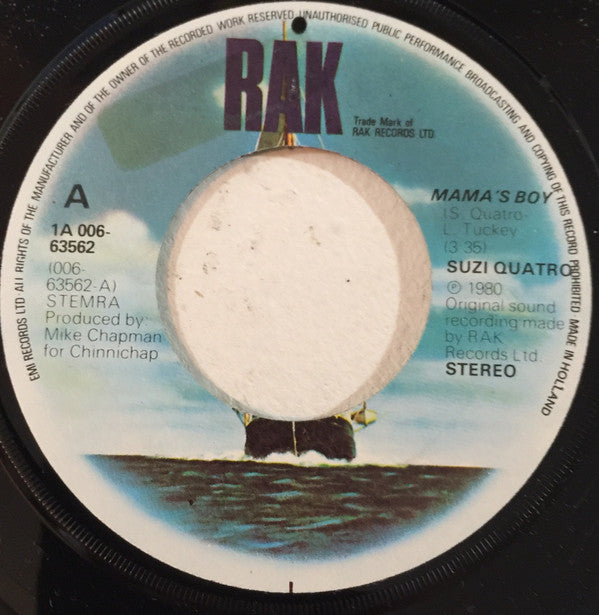 EMI RECORDS LTD All RIGHTS OF THE MANUFACTURER AND OF THE OWNER OF THE RECORDED WORK RESERVED UNAUTHORISED PUBLIC PERFORMANCE BROADCASTING AND COPYING OF THIS RECORD PROHIBITED MADE IN HOLLAND
RAK
Trade Mark of
RAK RECORDS LTD
A
1A 006-
63562
(006-
63562-A)
STEMRA
Produced by
Mike Chapman
for Chinnichap
MAMA'S BOY
(S. Quatro-
L. Tuckey
(3 35)
SUZI QUATRO
℗ 1980
Original sound
recording made
by RAK
Records Ltd
STEREO